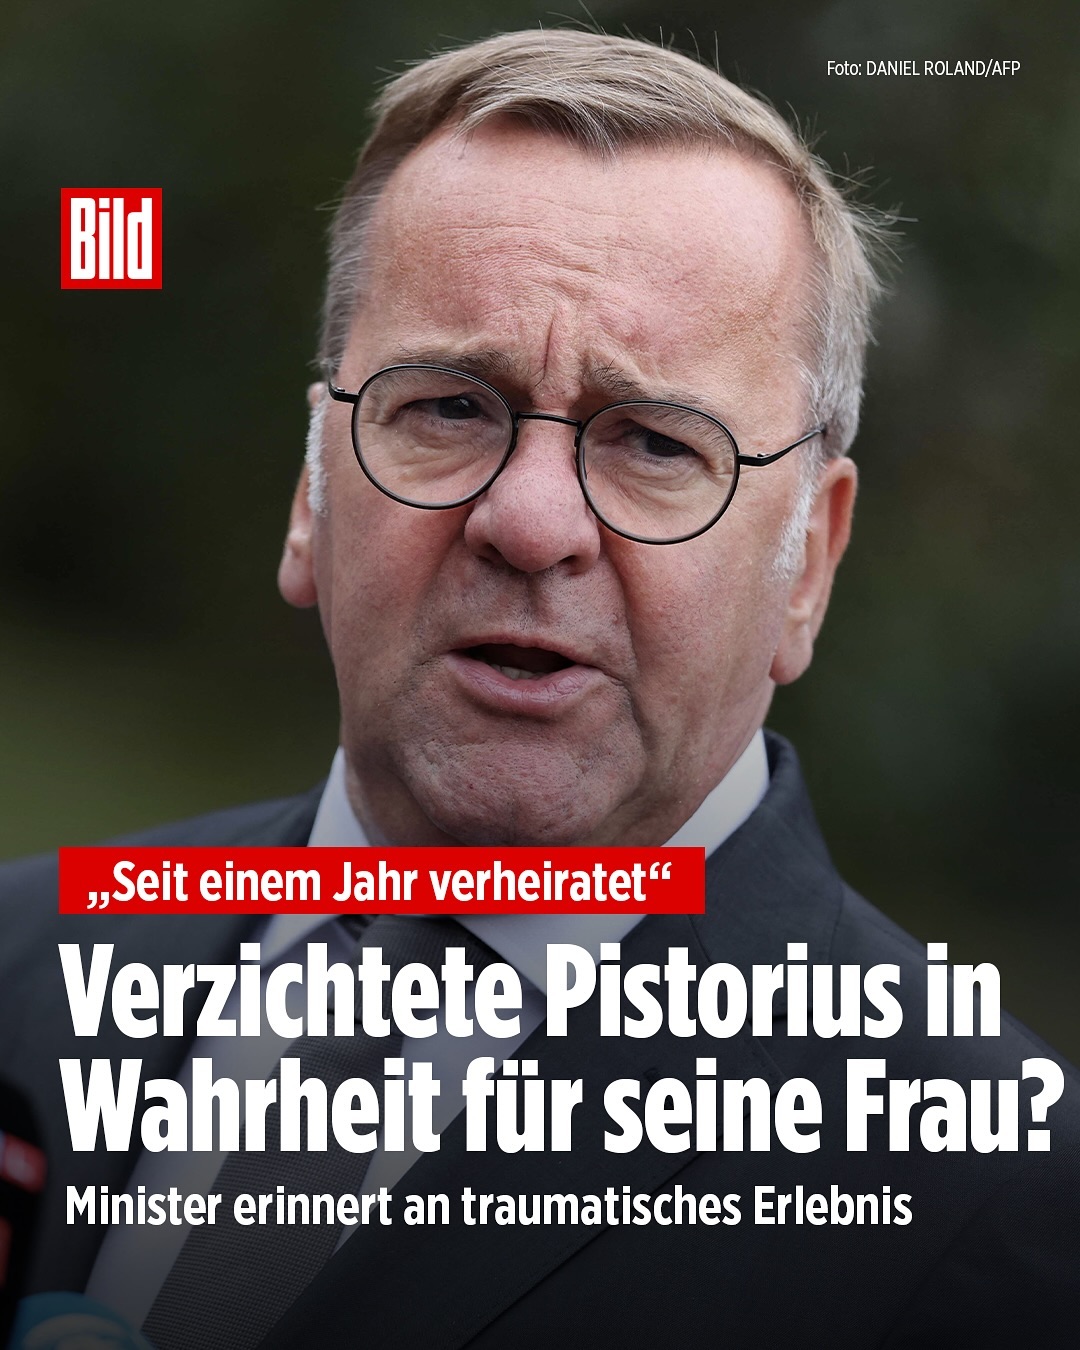 Foto: DANIEL ROLAND/AFP
Bild
„Seit einem Jahr verheiratet“
Verzichtete Pistorius in
Wahrheit für seine Frau?
Minister erinnert an traumatisches Erlebnis